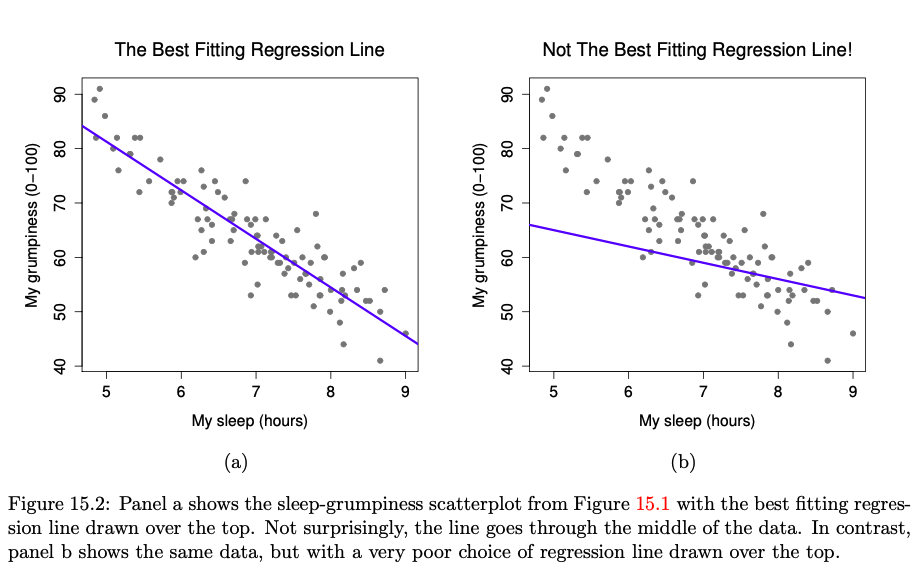 The Best Fitting Regression Line
My grumpiness (0−100)
90
80
70
60
50
40
5 6 7 8 9
My sleep (hours)
(a)
Not The Best Fitting Regression Line!
My grumpiness (0−100)
90
80
70
60
50
40
5 6 7 8 9
My sleep (hours)
(b)
Figure 15.2: Panel a shows the sleep-grumpiness scatterplot from Figure 15.1 with the best fitting regres-
sion line drawn over the top. Not surprisingly, the line goes through the middle of the data. In contrast,
panel b shows the same data, but with a very poor choice of regression line drawn over the top.